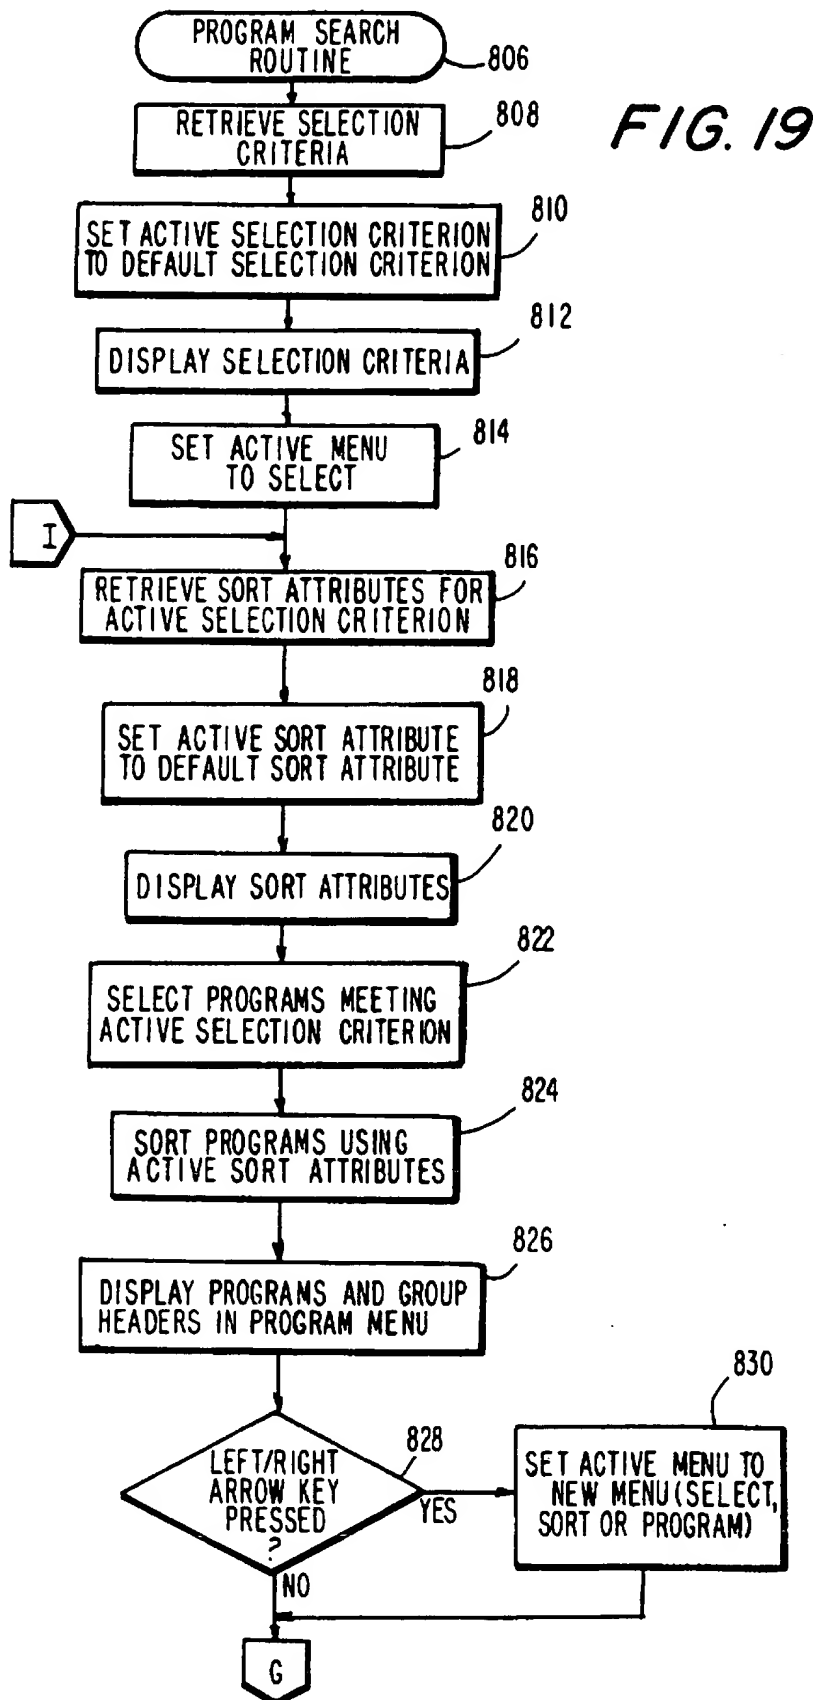 PROGRAM SEARCH
ROUTINE
806
FIG. 19
RETRIEVE SELECTION
CRITERIA
808
SET ACTIVE SELECTION CRITERION
TO DEFAULT SELECTION CRITERION
810
DISPLAY SELECTION CRITERIA
812
SET ACTIVE MENU
TO SELECT
814
I
RETRIEVE SORT ATTRIBUTES FOR
ACTIVE SELECTION CRITERION
816
SET ACTIVE SORT ATTRIBUTE
TO DEFAULT SORT ATTRIBUTE
818
DISPLAY SORT ATTRIBUTES
820
SELECT PROGRAMS MEETING
ACTIVE SELECTION CRITERION
822
SORT PROGRAMS USING
ACTIVE SORT ATTRIBUTES
824
DISPLAY PROGRAMS AND GROUP
HEADERS IN PROGRAM MENU
826
LEFT/RIGHT
ARROW KEY
PRESSED
?
828
YES
NO
SET ACTIVE MENU TO
NEW MENU (SELECT,
SORT OR PROGRAM)
830
G